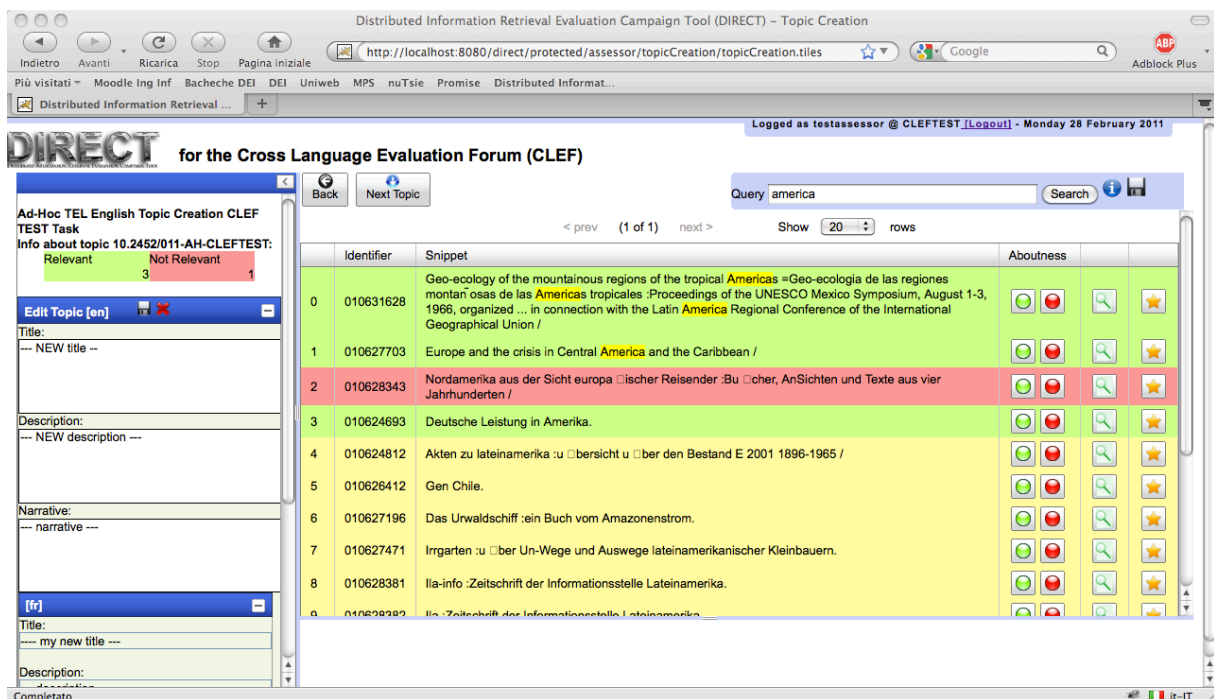 Distributed Information Retrieval Evaluation Campaign Tool (DIRECT) – Topic Creation
Indietro Avanti Ricarica Stop Pagina iniziale
http://localhost:8080/direct/protected/assessor/topicCreation/topicCreation.tiles
Google
ABP
Adblock Plus
Più visitati Moodle Ing Inf Bacheche DEI DEI Uniweb MPS nuTsie Promise Distributed Informat...
Distributed Information Retrieval ... +
Logged as testassessor @ CLEFTEST [Logout] - Monday 28 February 2011
DIRECT
for the Cross Language Evaluation Forum (CLEF)
Ad-Hoc TEL English Topic Creation CLEF
TEST Task
Info about topic 10.2452/011-AH-CLEFTEST:
Relevant Not Relevant
3 1
Edit Topic [en]
Title:
--- NEW title --
Description:
--- NEW description ---
Narrative:
--- narrative ---
[fr]
Title:
---- my new title ---
Description:
Back Next Topic
Query america Search
< prev (1 of 1) next > Show 20 rows
Identifier Snippet Aboutness
0 010631628 Geo-ecology of the mountainous regions of the tropical Americas =Geo-ecologia de las regiones
montan ̃osas de las Americas tropicales :Proceedings of the UNESCO Mexico Symposium, August 1-3,
1966, organized ... in connection with the Latin America Regional Conference of the International
Geographical Union /
1 010627703 Europe and the crisis in Central America and the Caribbean /
2 010628343 Nordamerika aus der Sicht europa □ischer Reisender :Bu □cher, AnSichten und Texte aus vier
Jahrhunderten /
3 010624693 Deutsche Leistung in Amerika.
4 010624812 Akten zu lateinamerika :u □bersicht u □ber den Bestand E 2001 1896-1965 /
5 010626412 Gen Chile.
6 010627196 Das Urwaldschiff :ein Buch vom Amazonenstrom.
7 010627471 Irrgarten :u □ber Un-Wege und Auswege lateinamerikanischer Kleinbauern.
8 010628381 Ila-info :Zeitschrift der Informationsstelle Lateinamerika.
9 010628382 Ila :Zeitschrift der Informationsstelle Lateinamerika
Completato
it-IT